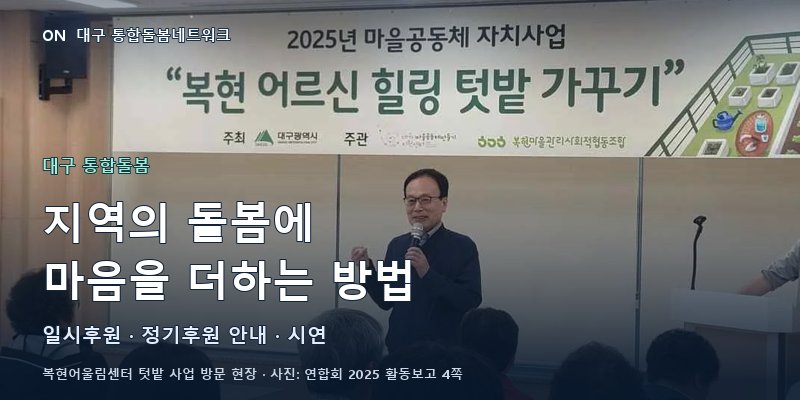 ON 대구 통합돌봄네트워크
2025년 마을공동체 자치사업
“복현 어르신 힐링 텃밭 가꾸기”
주최 대구광역시 주관 복현마을관리사회적협동조합
대구 통합돌봄
지역의 돌봄에
마음을 더하는 방법
일시후원 · 정기후원 안내 · 시연
복현어울림센터 텃밭 사업 방문 현장 · 사진: 연합회 2025 활동보고 4쪽